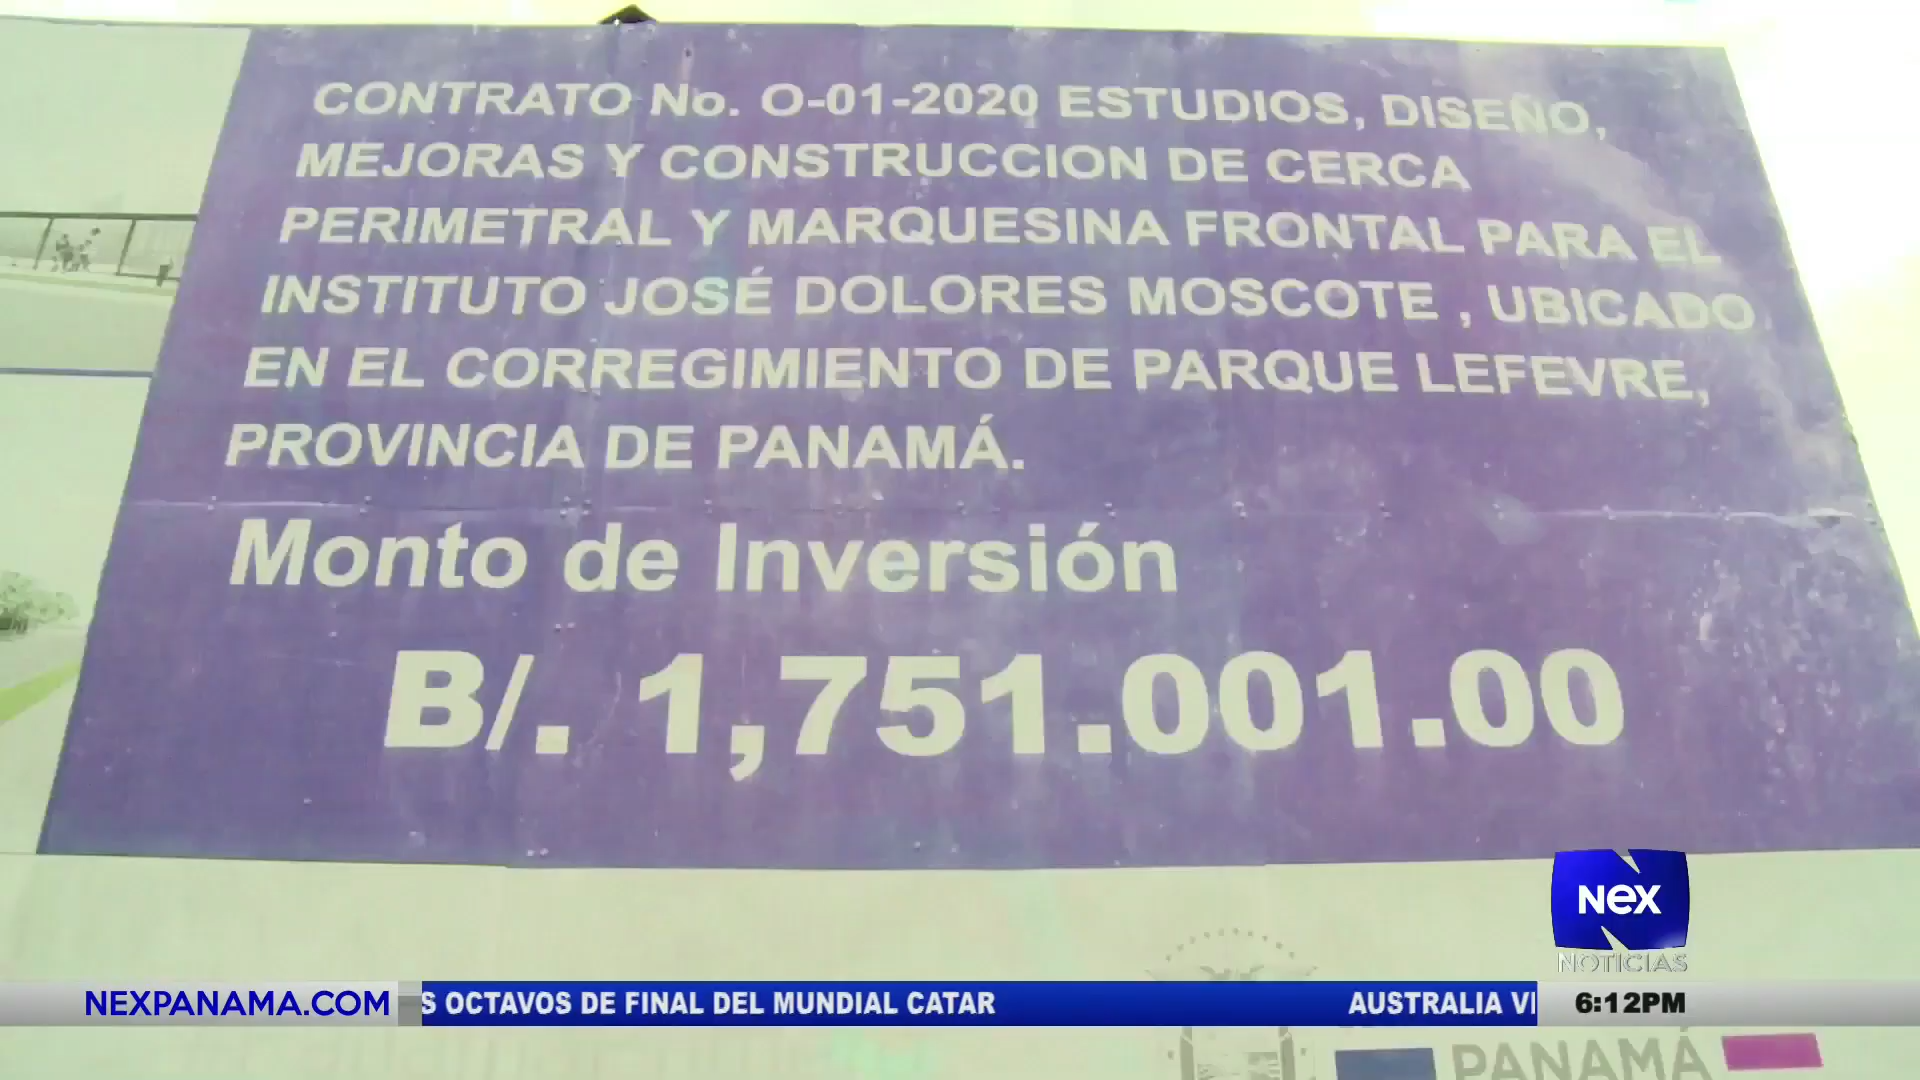 CONTRATO No. O-01-2020 ESTUDIOS, DISEÑO,
MEJORAS Y CONSTRUCCION DE CERCA
PERIMETRAL Y MARQUESINA FRONTAL PARA EL
INSTITUTO JOSÉ DOLORES MOSCOTE , UBICADO
EN EL CORREGIMIENTO DE PARQUE LEFEVRE,
PROVINCIA DE PANAMÁ.
Monto de Inversión
B/. 1,751.001.00
NEX
NOTICIAS
NEXPANAMA.COM
S OCTAVOS DE FINAL DEL MUNDIAL CATAR
AUSTRALIA VI
6:12PM
PANAMÁ